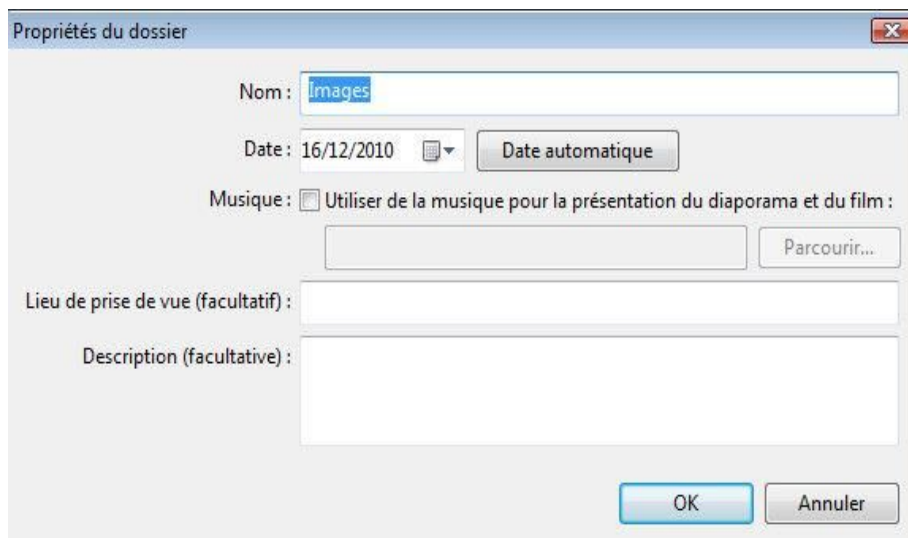 Propriétés du dossier
Nom : Images
Date : 16/12/2010 Date automatique
Musique : Utiliser de la musique pour la présentation du diaporama et du film :
Parcourir...
Lieu de prise de vue (facultatif) :
Description (facultative) :
OK Annuler